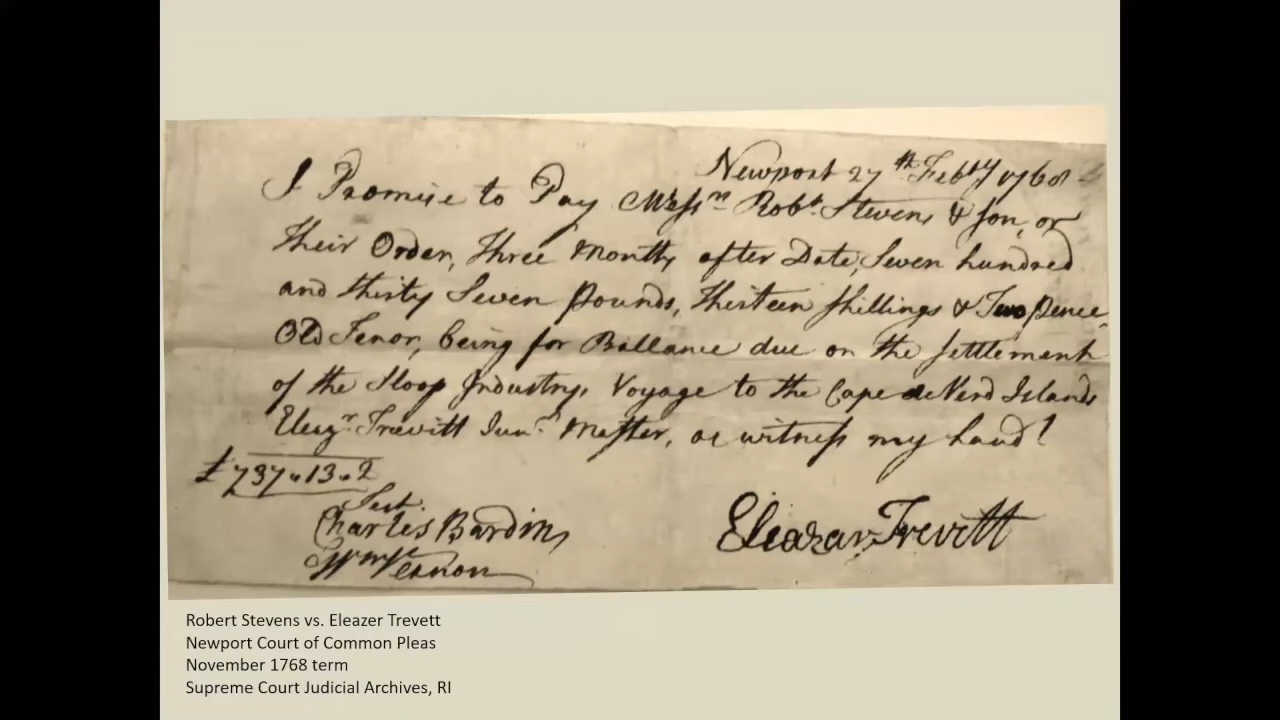 Newport 27th Febry 1768
I Promise to Pay Messrs Robt. Stevens & Son, or
Their Order, Three Months after Date, Seven hundred
and thirty Seven Pounds, Thirteen Shillings & Two Pence,
Old Tenor, being for Ballance due on the Settlement
of the Sloop Industrys Voyage to the Cape de Verd Islands
Eleazr. Trevitt Junr. Master, as witness my hand
£737"13"2
Test.
Charles Bardin
Wm Vernon
Eleazar Trevitt
Robert Stevens vs. Eleazer Trevett
Newport Court of Common Pleas
November 1768 term
Supreme Court Judicial Archives, RI